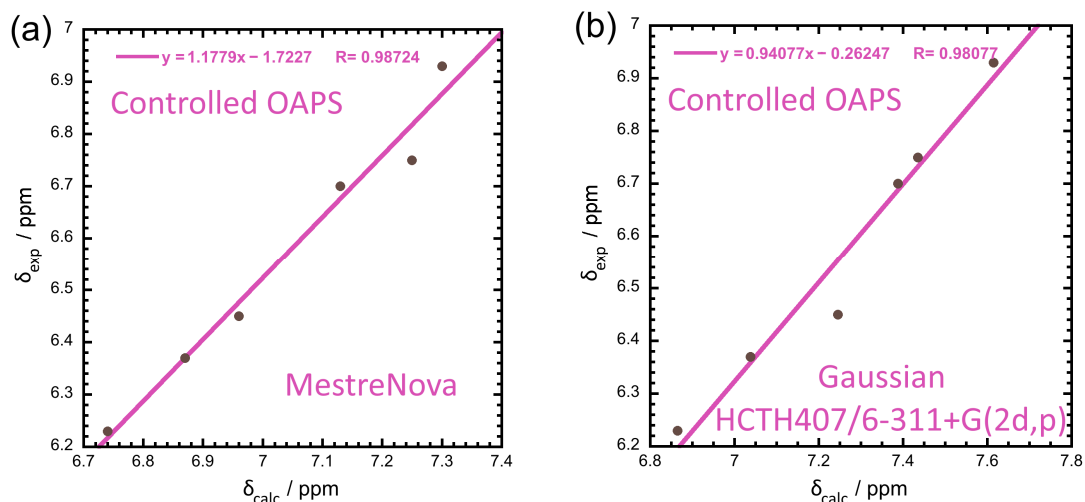 (a)
y = 1.1779x − 1.7227 R= 0.98724
Controlled OAPS
MestreNova
δexp / ppm
7
6.9
6.8
6.7
6.6
6.5
6.4
6.3
6.2
6.7 6.8 6.9 7 7.1 7.2 7.3 7.4
δcalc / ppm
(b)
y = 0.94077x − 0.26247 R= 0.98077
Controlled OAPS
Gaussian
HCTH407/6-311+G(2d,p)
δexp / ppm
7
6.9
6.8
6.7
6.6
6.5
6.4
6.3
6.2
6.8 7 7.2 7.4 7.6 7.8
δcalc / ppm